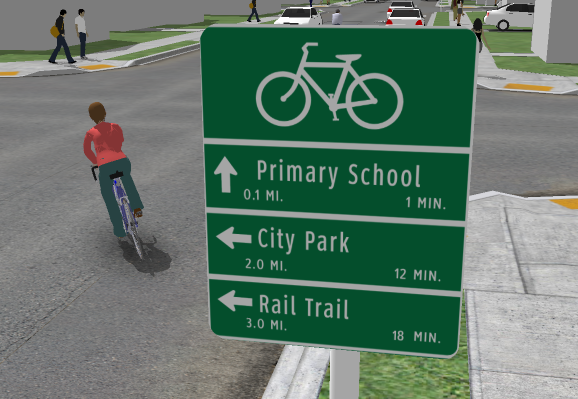 Primary School
0.1 MI. 1 MIN.
City Park
2.0 MI. 12 MIN.
Rail Trail
3.0 MI. 18 MIN.